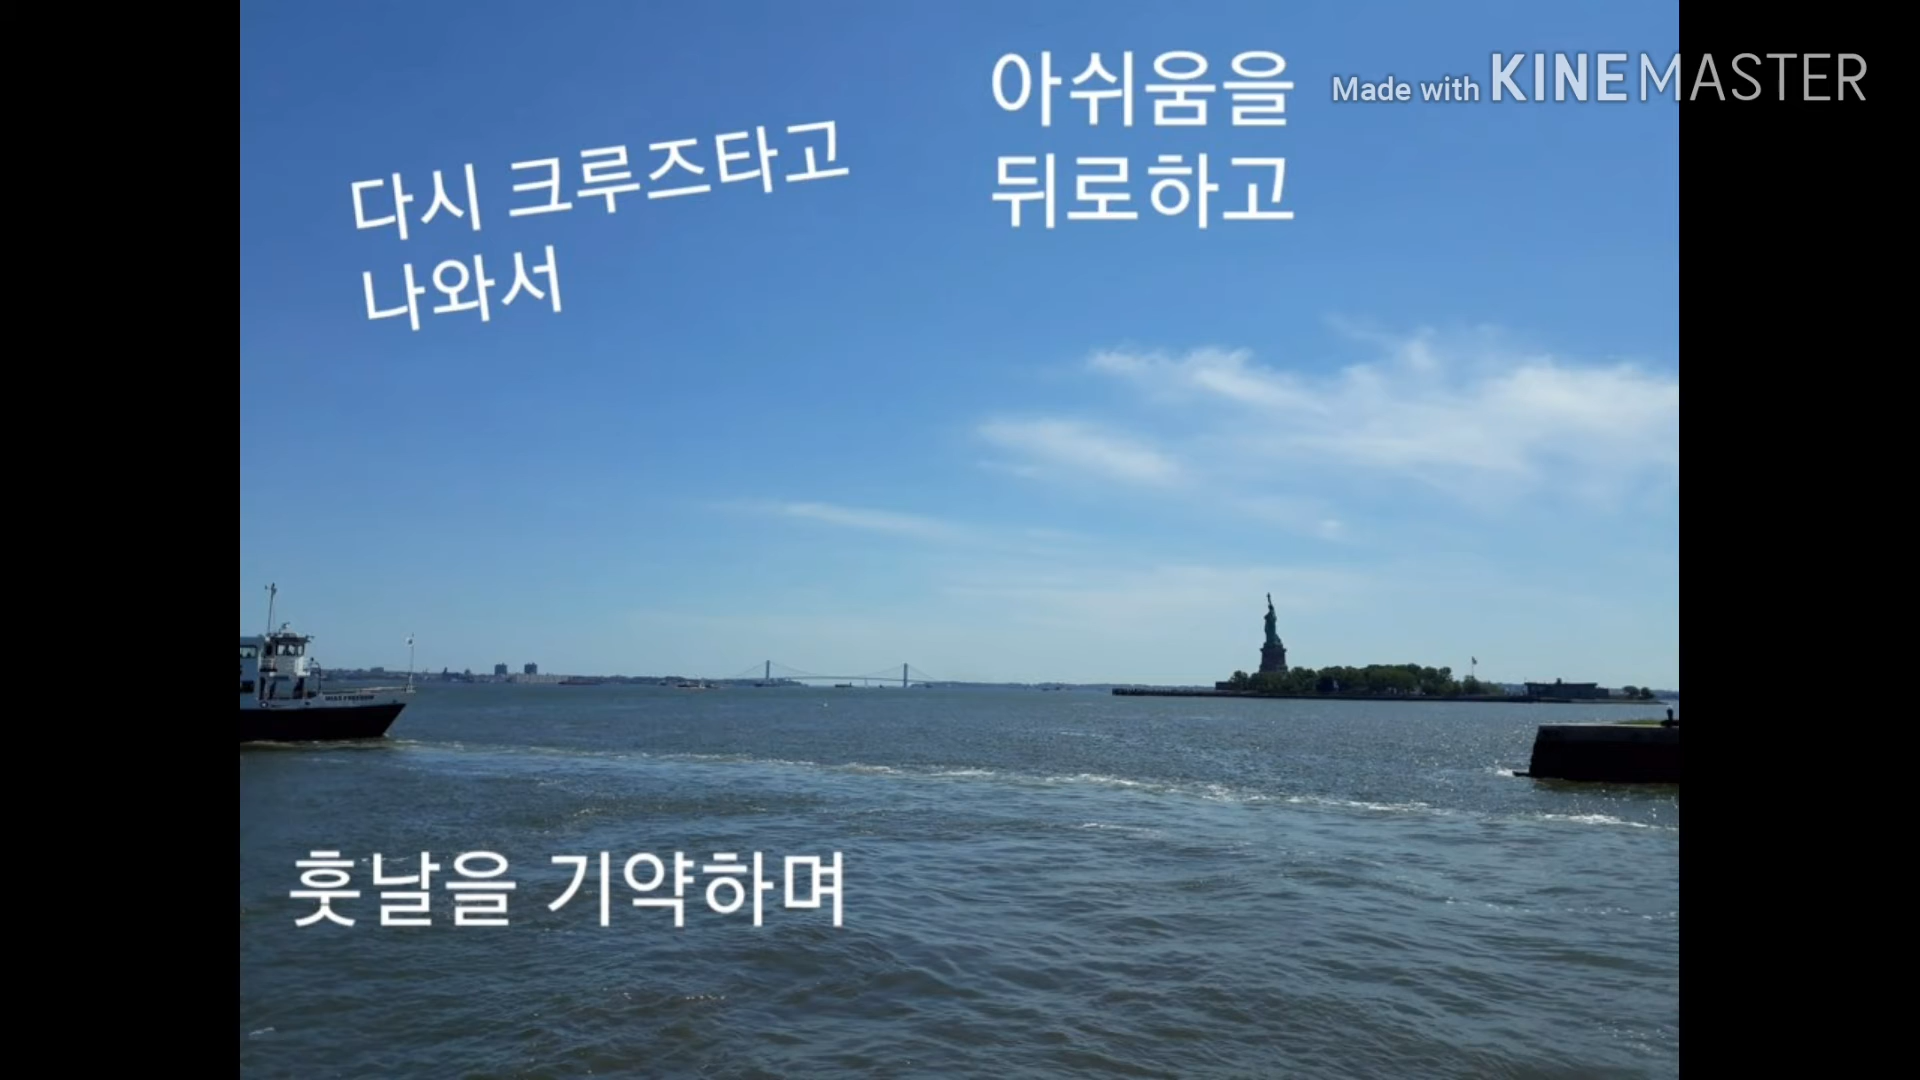 다시 크루즈타고
나와서
아쉬움을
뒤로하고
Made with KINEMASTER
훗날을 기약하며